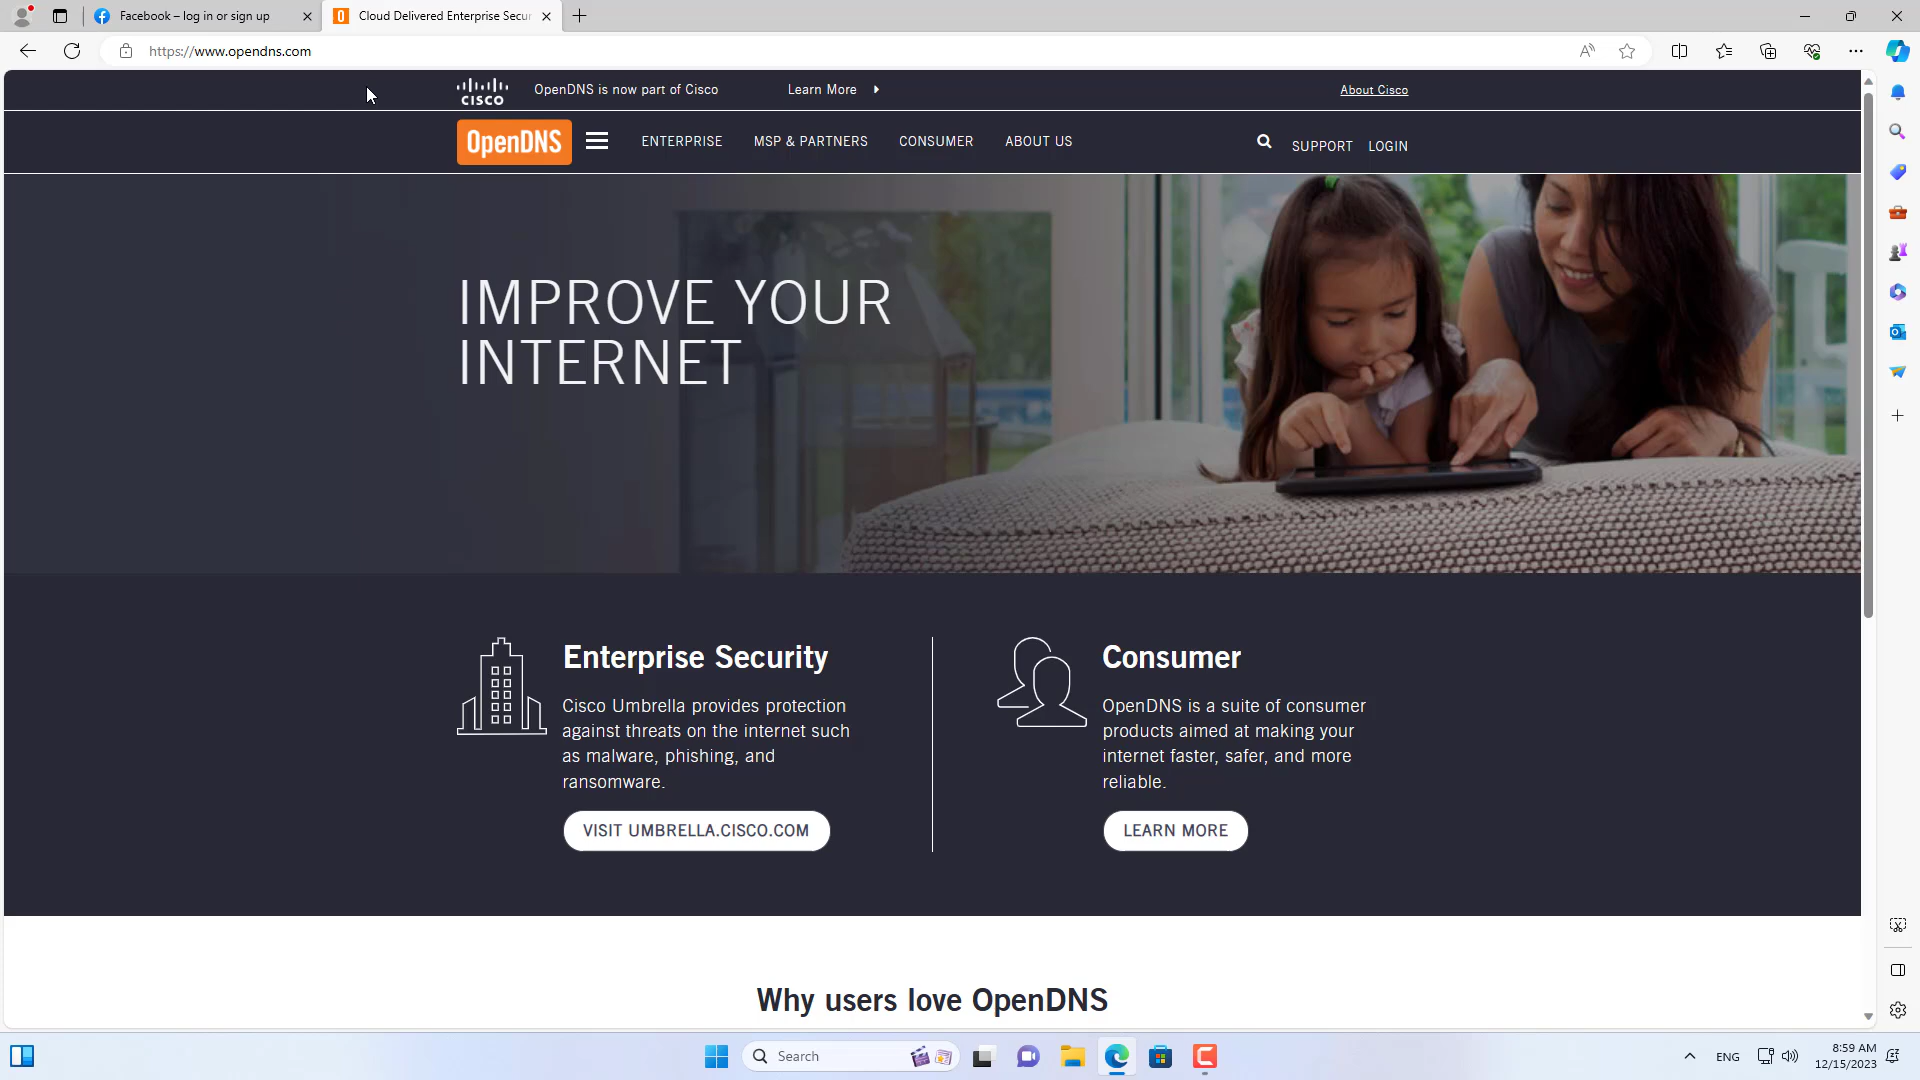 Facebook – log in or sign up
Cloud Delivered Enterprise Secur
https://www.opendns.com
CISCO
OpenDNS is now part of Cisco
Learn More
About Cisco
OpenDNS
ENTERPRISE
MSP & PARTNERS
CONSUMER
ABOUT US
SUPPORT
LOGIN
IMPROVE YOUR
INTERNET
Enterprise Security
Cisco Umbrella provides protection
against threats on the internet such
as malware, phishing, and
ransomware.
VISIT UMBRELLA.CISCO.COM
Consumer
OpenDNS is a suite of consumer
products aimed at making your
internet faster, safer, and more
reliable.
LEARN MORE
Why users love OpenDNS
Search
ENG
8:59 AM
12/15/2023